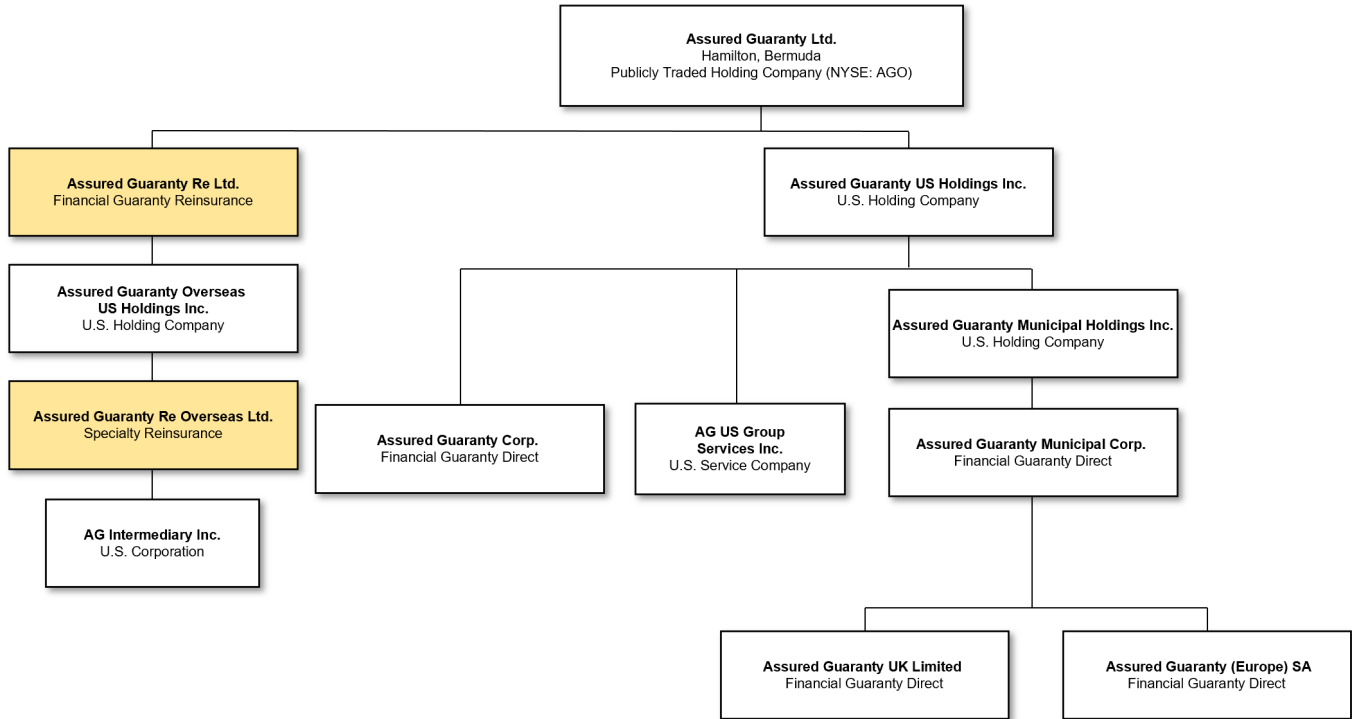 Assured Guaranty Ltd.
Hamilton, Bermuda
Publicly Traded Holding Company (NYSE: AGO)
Assured Guaranty Re Ltd.
Financial Guaranty Reinsurance
Assured Guaranty US Holdings Inc.
U.S. Holding Company
Assured Guaranty Overseas
US Holdings Inc.
U.S. Holding Company
Assured Guaranty Municipal Holdings Inc.
U.S. Holding Company
Assured Guaranty Re Overseas Ltd.
Specialty Reinsurance
Assured Guaranty Corp.
Financial Guaranty Direct
AG US Group
Services Inc.
U.S. Service Company
Assured Guaranty Municipal Corp.
Financial Guaranty Direct
AG Intermediary Inc.
U.S. Corporation
Assured Guaranty UK Limited
Financial Guaranty Direct
Assured Guaranty (Europe) SA
Financial Guaranty Direct